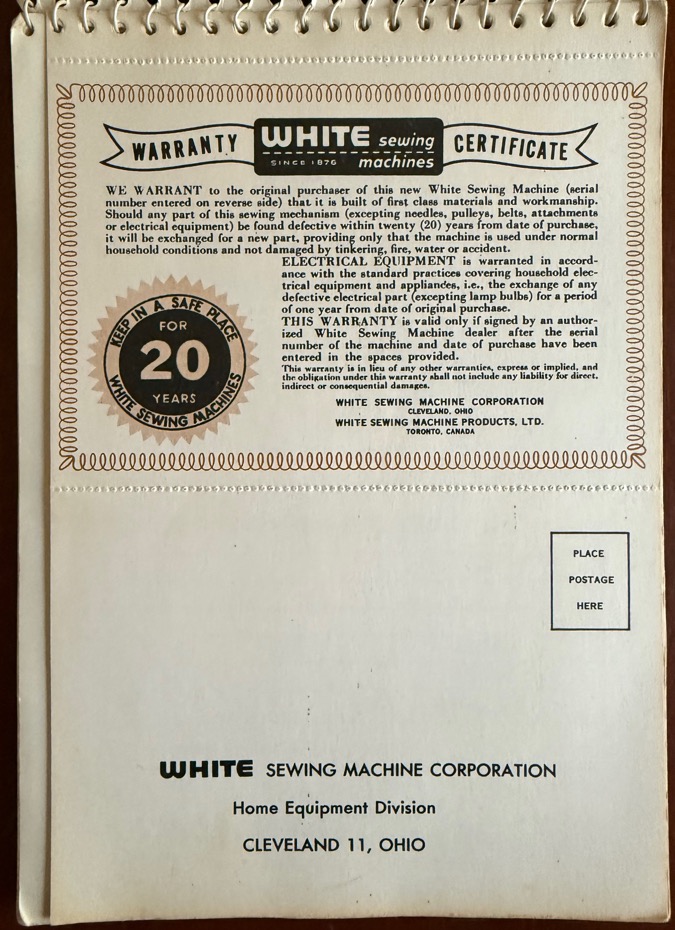 WARRANTY WHITE sewing CERTIFICATE
SINCE 1876 machines
WE WARRANT to the original purchaser of this new White Sewing Machine (serial
number entered on reverse side) that it is built of first class materials and workmanship.
Should any part of this sewing mechanism (excepting needles, pulleys, belts, attachments
or electrical equipment) be found defective within twenty (20) years from date of purchase,
it will be exchanged for a new part, providing only that the machine is used under normal
household conditions and not damaged by tinkering, fire, water or accident.
ELECTRICAL EQUIPMENT is warranted in accord-
ance with the standard practices covering household elec-
trical equipment and appliances, i.e., the exchange of any
defective electrical part (excepting lamp bulbs) for a period
of one year from date of original purchase.
THIS WARRANTY is valid only if signed by an author-
ized White Sewing Machine dealer after the serial
number of the machine and date of purchase have been
entered in the spaces provided.
This warranty is in lieu of any other warranties, express or implied, and
the obligation under this warranty shall not include any liability for direct,
indirect or consequential damages.
WHITE SEWING MACHINE CORPORATION
CLEVELAND, OHIO
WHITE SEWING MACHINE PRODUCTS, LTD.
TORONTO, CANADA
KEEP IN A SAFE PLACE
FOR
20
YEARS
WHITE SEWING MACHINES
PLACE
POSTAGE
HERE
WHITE SEWING MACHINE CORPORATION
Home Equipment Division
CLEVELAND 11, OHIO